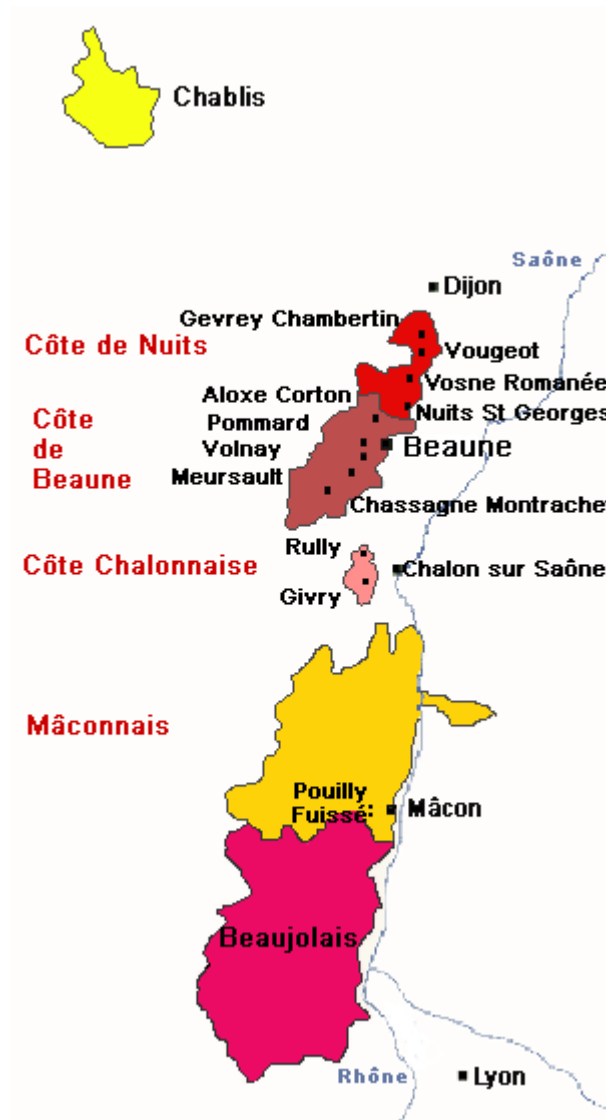 Chablis
Saône
Dijon
Gevrey Chambertin
Côte de Nuits
Vougeot
Vosne Romanée
Aloxe Corton
Nuits St Georges
Côte
de
Beaune
Pommard
Volnay
Beaune
Meursault
Chassagne Montrache
Rully
Côte Chalonnaise
Chalon sur Saône
Givry
Mâconnais
Pouilly
Fuissé
Mâcon
Beaujolais
Rhône
Lyon